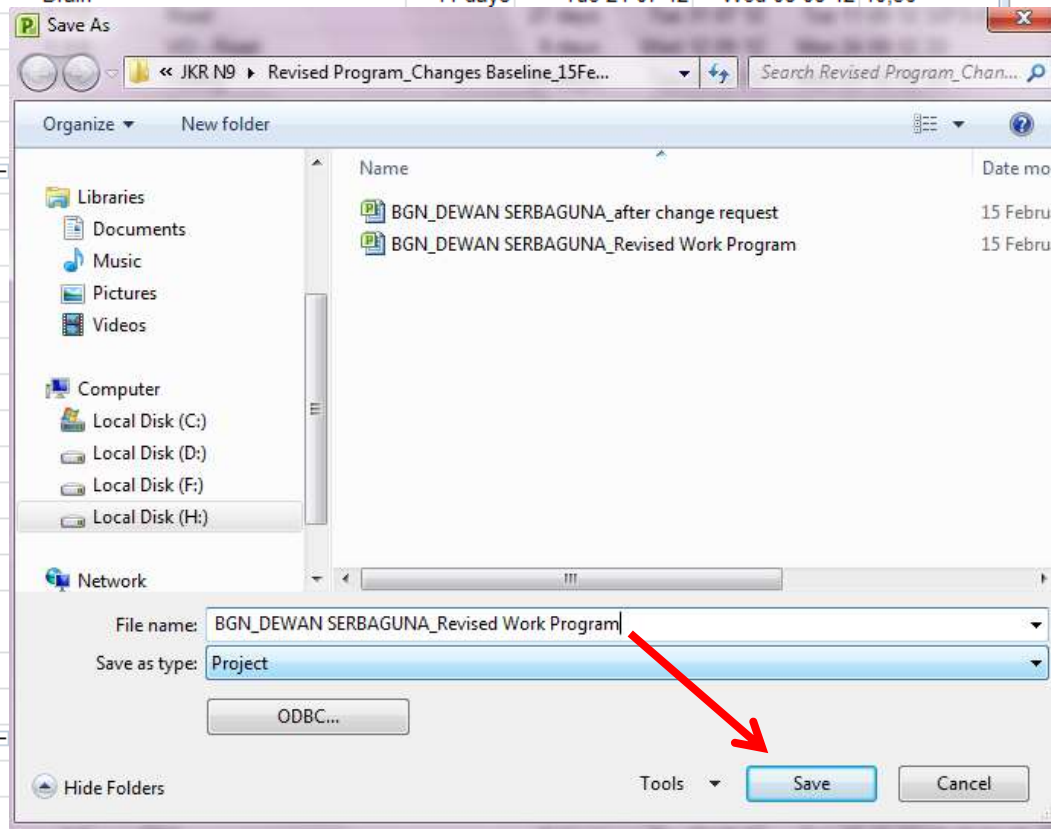 Save As
« JKR N9 ▸ Revised Program_Changes Baseline_15Fe...
Search Revised Program_Chan...
Organize
New folder
Name
Date mo
Libraries
Documents
Music
Pictures
Videos
Computer
Local Disk (C:)
Local Disk (D:)
Local Disk (F:)
Local Disk (H:)
Network
BGN_DEWAN SERBAGUNA_after change request
15 Febru
BGN_DEWAN SERBAGUNA_Revised Work Program
15 Febru
File name: BGN_DEWAN SERBAGUNA_Revised Work Program
Save as type: Project
ODBC...
Hide Folders
Tools
Save
Cancel